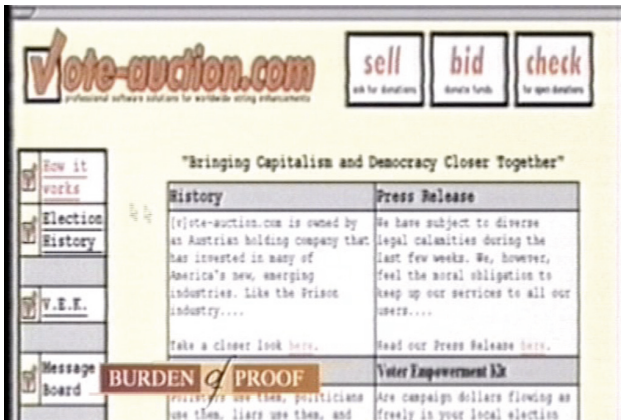 Vote-auction.com
professional software solutions for worldwide voting enhancements
sell
ask for donations
bid
donate funds
check
for open donations
"Bringing Capitalism and Democracy Closer Together"
How it
works
Election
History
V.E.K.
Message
Board
History
[v]ote-auction.com is owned by
an Austrian holding company that
has invested in many of
America's new, emerging
industries. Like the Prison
industry....
Take a closer look here.
Press Release
We have subject to diverse
legal calamities during the
last few weeks. We, however,
feel the moral obligation to
keep up our services to all our
users....
Read our Press Release here.
Voter Empowerment Kit
Pollsters use them, politicians
use them, liars use them, and
Are campaign dollars flowing as
freely in your local election
BURDEN of PROOF